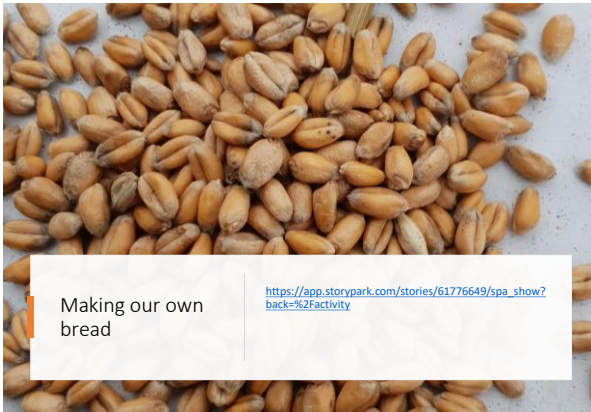 Making our own
bread
https://app.storypark.com/stories/61776649/spa_show?
back=%2Factivity